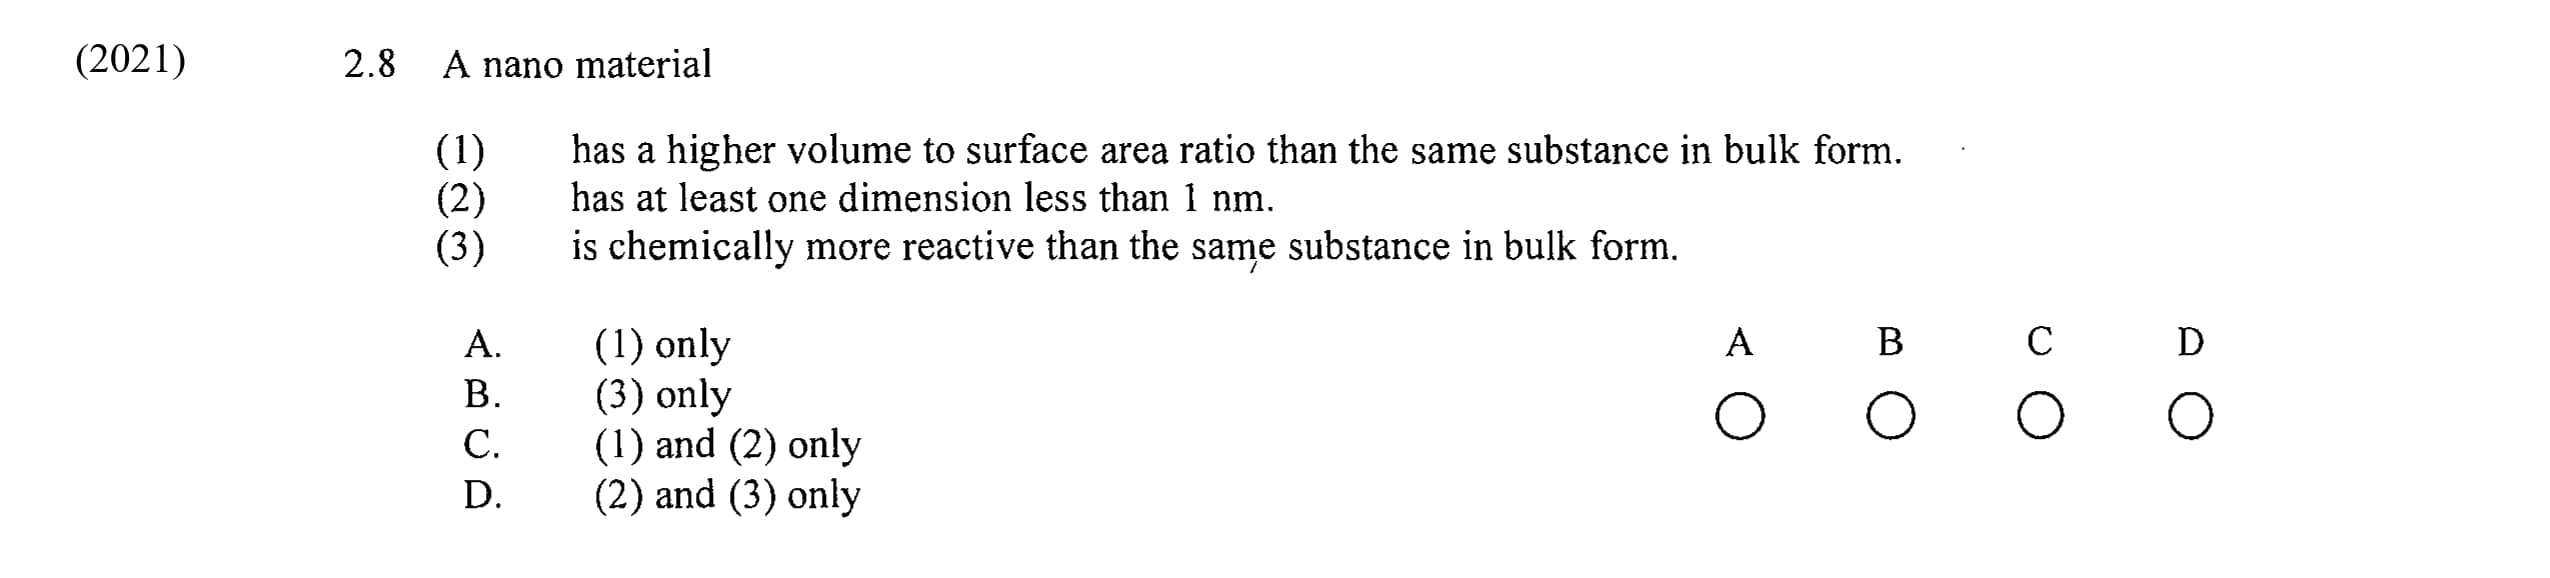 (2021) 2.8 A nano material
(1) has a higher volume to surface area ratio than the same substance in bulk form.
(2) has at least one dimension less than 1 nm.
(3) is chemically more reactive than the same substance in bulk form.
A. (1) only A B C D
B. (3) only
C. (1) and (2) only
D. (2) and (3) only